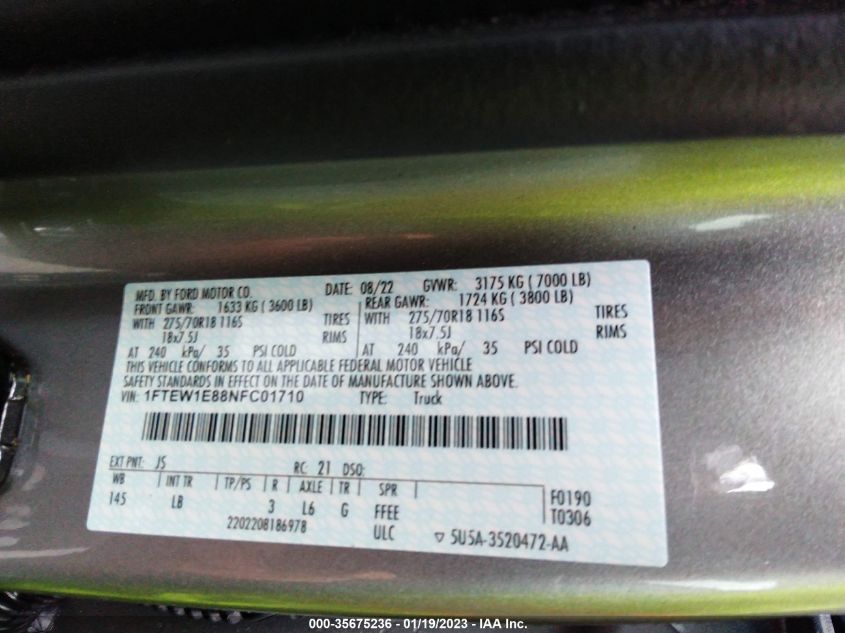 MFD. BY FORD MOTOR CO. DATE: 08/22 GVWR: 3175 KG ( 7000 LB)
FRONT GAWR: 1633 KG ( 3600 LB) REAR GAWR: 1724 KG ( 3800 LB)
WITH 275/70R18 116S TIRES WITH 275/70R18 116S TIRES
18x7.5J RIMS 18x7.5J RIMS
AT 240 kPa/ 35 PSI COLD AT 240 kPa/ 35 PSI COLD
THIS VEHICLE CONFORMS TO ALL APPLICABLE FEDERAL MOTOR VEHICLE
SAFETY STANDARDS IN EFFECT ON THE DATE OF MANUFACTURE SHOWN ABOVE.
VIN: 1FTEW1E88NFC01710 TYPE: Truck
EXT PNT: JS RC: 21 DSO:
WB INT TR TP/PS R AXLE TR SPR
145 LB 3 L6 G FFEE F0190
2202208186978 ULC T0306
5U5A-3520472-AA
000-35675236 - 01/19/2023 - IAA Inc.